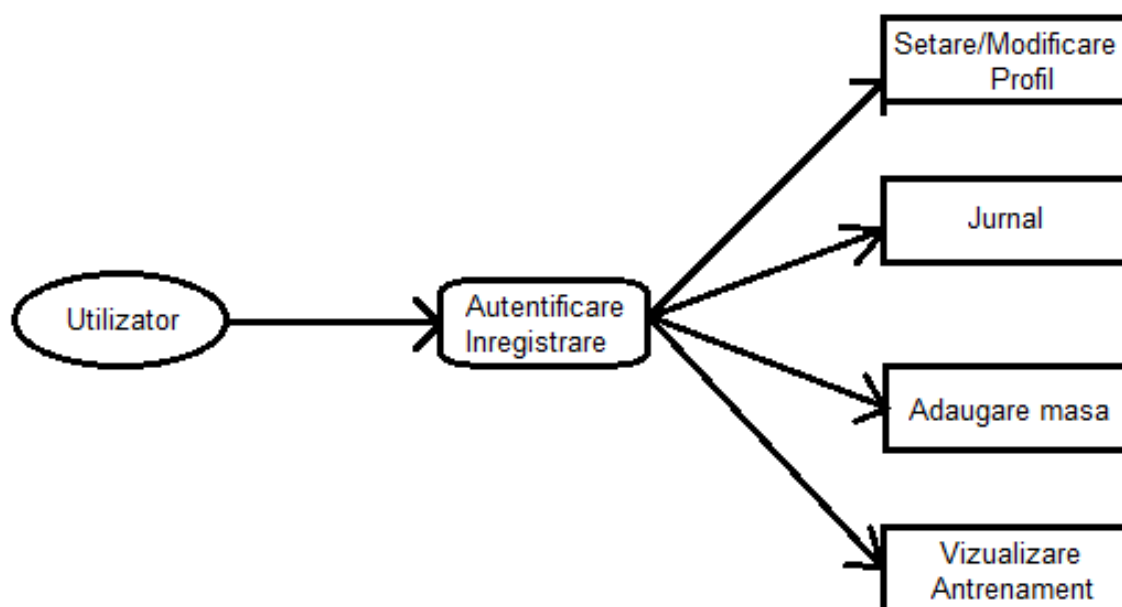 Utilizator
Autentificare
Inregistrare
Setare/Modificare
Profil
Jurnal
Adaugare masa
Vizualizare
Antrenament